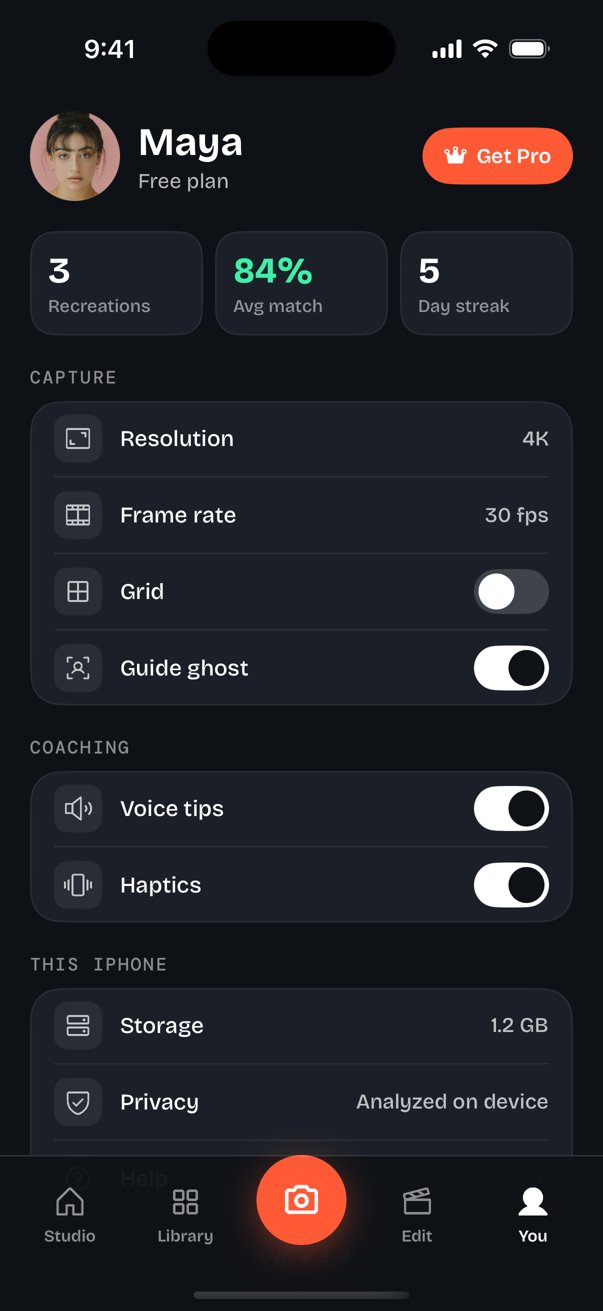 9:41
Maya
Free plan
Get Pro
3
Recreations
84%
Avg match
5
Day streak
CAPTURE
Resolution
4K
Frame rate
30 fps
Grid
Guide ghost
COACHING
Voice tips
Haptics
THIS IPHONE
Storage
1.2 GB
Privacy
Analyzed on device
Help
Studio
Library
Edit
You